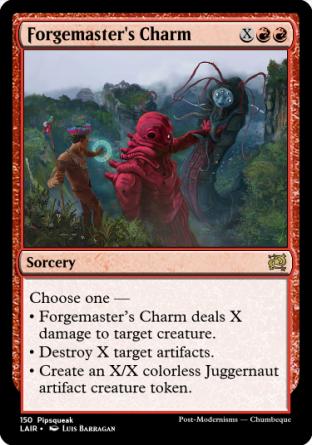 Forgemaster's Charm XRR
Sorcery
Choose one —
• Forgemaster's Charm deals X
damage to target creature.
• Destroy X target artifacts.
• Create an X/X colorless Juggernaut
artifact creature token.
150 Pipsqueak
Post-Modernisms — Chumbeque
LAIR • Luis Barragan